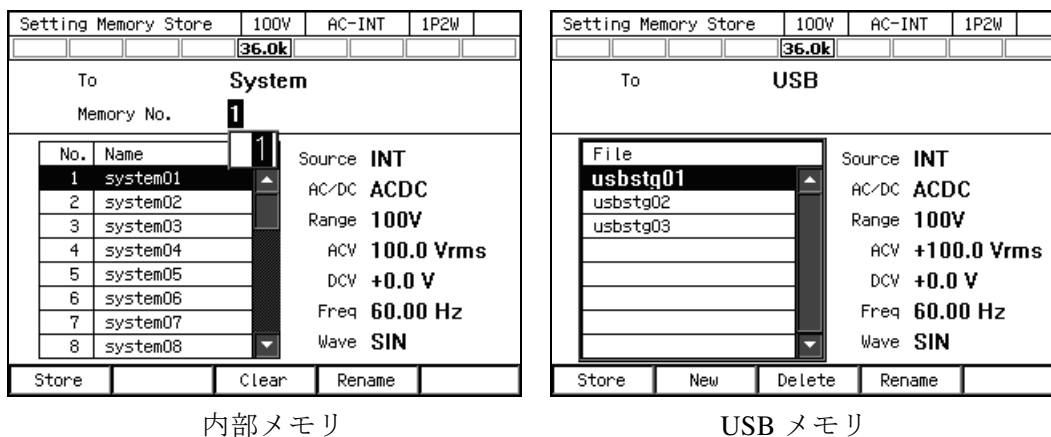 Setting Memory Store 100V AC-INT 1P2W
36.0k
To System
Memory No. 1
1
No. Name
1 system01
2 system02
3 system03
4 system04
5 system05
6 system06
7 system07
8 system08
Source INT
AC/DC ACDC
Range 100V
ACV 100.0 Vrms
DCV +0.0 V
Freq 60.00 Hz
Wave SIN
Store Clear Rename
内部メモリ
Setting Memory Store 100V AC-INT 1P2W
36.0k
To USB
File
usbstg01
usbstg02
usbstg03
Source INT
AC/DC ACDC
Range 100V
ACV +100.0 Vrms
DCV +0.0 V
Freq 60.00 Hz
Wave SIN
Store New Delete Rename
USB メモリ